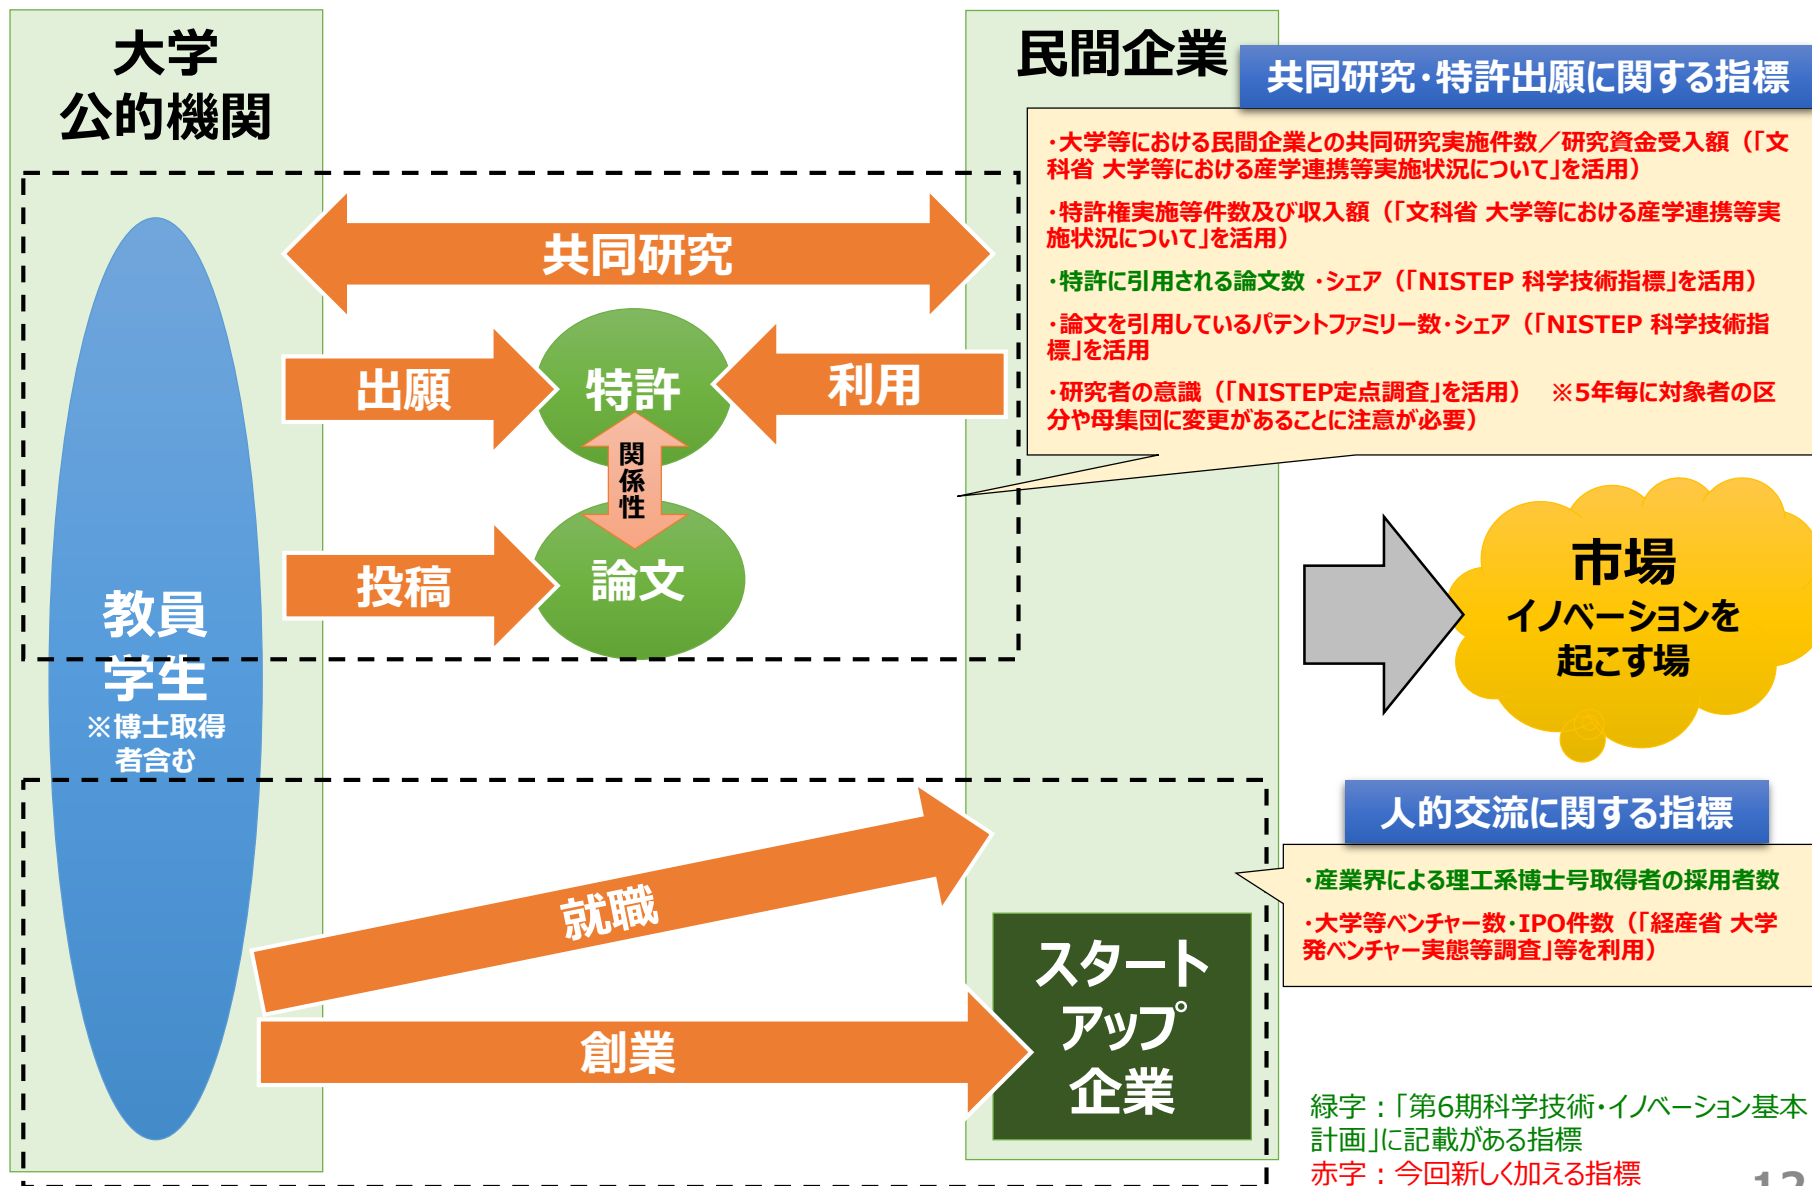 大学
公的機関
民間企業
共同研究・特許出願に関する指標
・大学等における民間企業との共同研究実施件数／研究資金受入額（「文
科省 大学等における産学連携等実施状況について」を活用）
・特許権実施等件数及び収入額（「文科省 大学等における産学連携等実
施状況について」を活用）
・特許に引用される論文数 ・シェア（「NISTEP 科学技術指標」を活用）
・論文を引用しているパテントファミリー数・シェア（「NISTEP 科学技術指
標」を活用
・研究者の意識（「NISTEP定点調査」を活用）　※5年毎に対象者の区
分や母集団に変更があることに注意が必要）
共同研究
出願
特許
利用
関係性
投稿
論文
教員
学生
※博士取得
者含む
市場
イノベーションを
起こす場
人的交流に関する指標
・産業界による理工系博士号取得者の採用者数
・大学等ベンチャー数・IPO件数（「経産省 大学
発ベンチャー実態等調査」等を利用）
就職
創業
スタート
アップ
企業
緑字：「第6期科学技術・イノベーション基本
計画」に記載がある指標
赤字：今回新しく加える指標